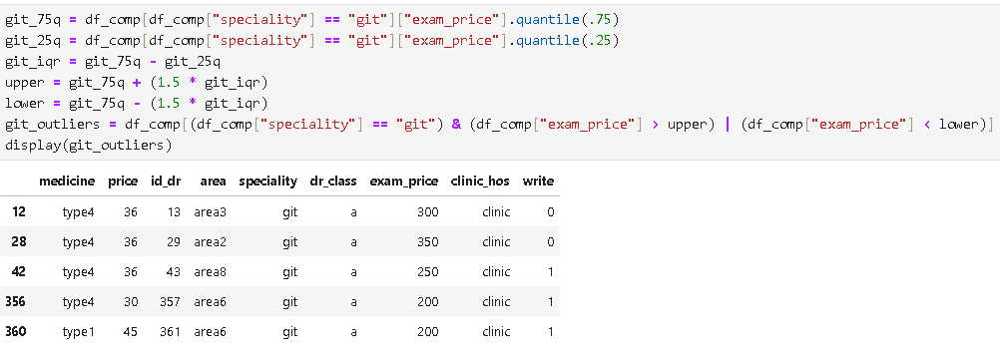 git_75q = df_comp[df_comp["speciality"] == "git"]["exam_price"].quantile(.75)
git_25q = df_comp[df_comp["speciality"] == "git"]["exam_price"].quantile(.25)
git_iqr = git_75q - git_25q
upper = git_75q + (1.5 * git_iqr)
lower = git_75q - (1.5 * git_iqr)
git_outliers = df_comp[(df_comp["speciality"] == "git") & (df_comp["exam_price"] > upper) | (df_comp["exam_price"] < lower)]
display(git_outliers)
medicine price id_dr area speciality dr_class exam_price clinic_hos write
12 type4 36 13 area3 git a 300 clinic 0
28 type4 36 29 area2 git a 350 clinic 0
42 type4 36 43 area8 git a 250 clinic 1
356 type4 30 357 area6 git a 200 clinic 1
360 type1 45 361 area6 git a 200 clinic 1